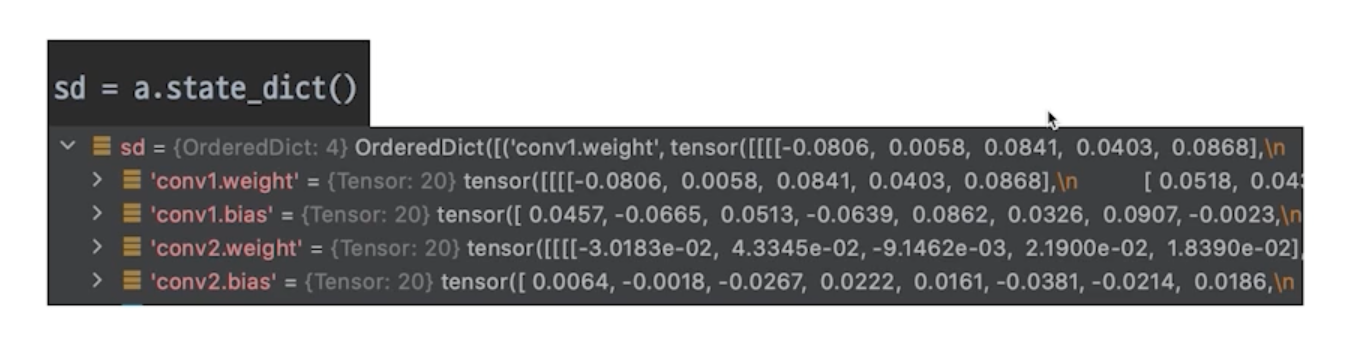 sd = a.state_dict()
sd = {OrderedDict: 4} OrderedDict([('conv1.weight', tensor([[[[-0.0806, 0.0058, 0.0841, 0.0403, 0.0868],\n
'conv1.weight' = {Tensor: 20} tensor([[[[-0.0806, 0.0058, 0.0841, 0.0403, 0.0868],\n [ 0.0518, 0.043
'conv1.bias' = {Tensor: 20} tensor([ 0.0457, -0.0665, 0.0513, -0.0639, 0.0862, 0.0326, 0.0907, -0.0023,\n
'conv2.weight' = {Tensor: 20} tensor([[[[-3.0183e-02, 4.3345e-02, -9.1462e-03, 2.1900e-02, 1.8390e-02],
'conv2.bias' = {Tensor: 20} tensor([ 0.0064, -0.0018, -0.0267, 0.0222, 0.0161, -0.0381, -0.0214, 0.0186,\n